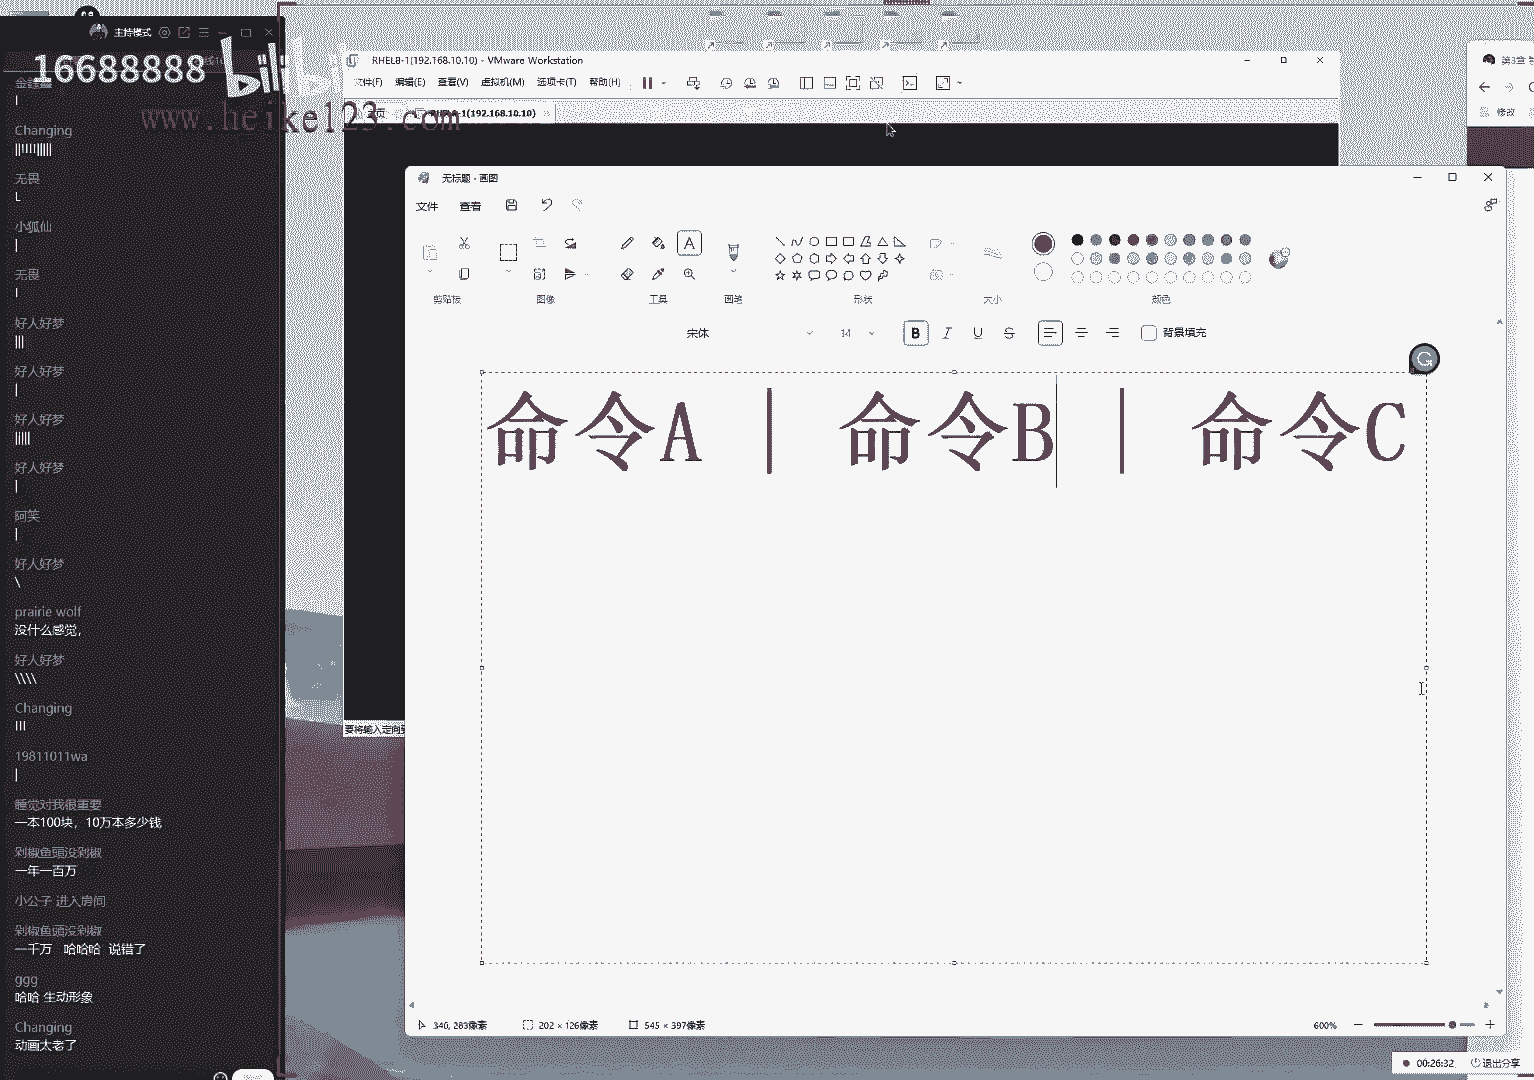 主持模式
16688888 bilibili
www.heike123.com
Changing
||!!!!|||||
无畏
L
小狐仙
|
无畏
I
好人好梦
|||
好人好梦
|
好人好梦
|||||
好人好梦
|
阿笑
|
好人好梦
\
prairie wolf
没什么感觉，
好人好梦
\\\\
Changing
III
19811011wa
|
睡觉对我很重要
一本100块，10万本多少钱
剁椒鱼头没剁椒
一年一百万
小公子 进入房间
剁椒鱼头没剁椒
一千万 哈哈哈 说错了
ggg
哈哈 生动形象
Changing
动画太老了
RHEL8-1(192.168.10.10) - VMware Workstation
文件(F) 编辑(E) 查看(V) 虚拟机(M) 选项卡(T) 帮助(H)
8-1(192.168.10.10)
修改
无标题 - 画图
文件 查看
剪贴板 图像 工具 画笔 形状 大小 颜色
宋体 14 B I U S 背景填充
命令A | 命令B | 命令C
要将输入定向到
340, 283像素 202 × 126像素 545 × 397像素 600%
00:26:32 退出分享